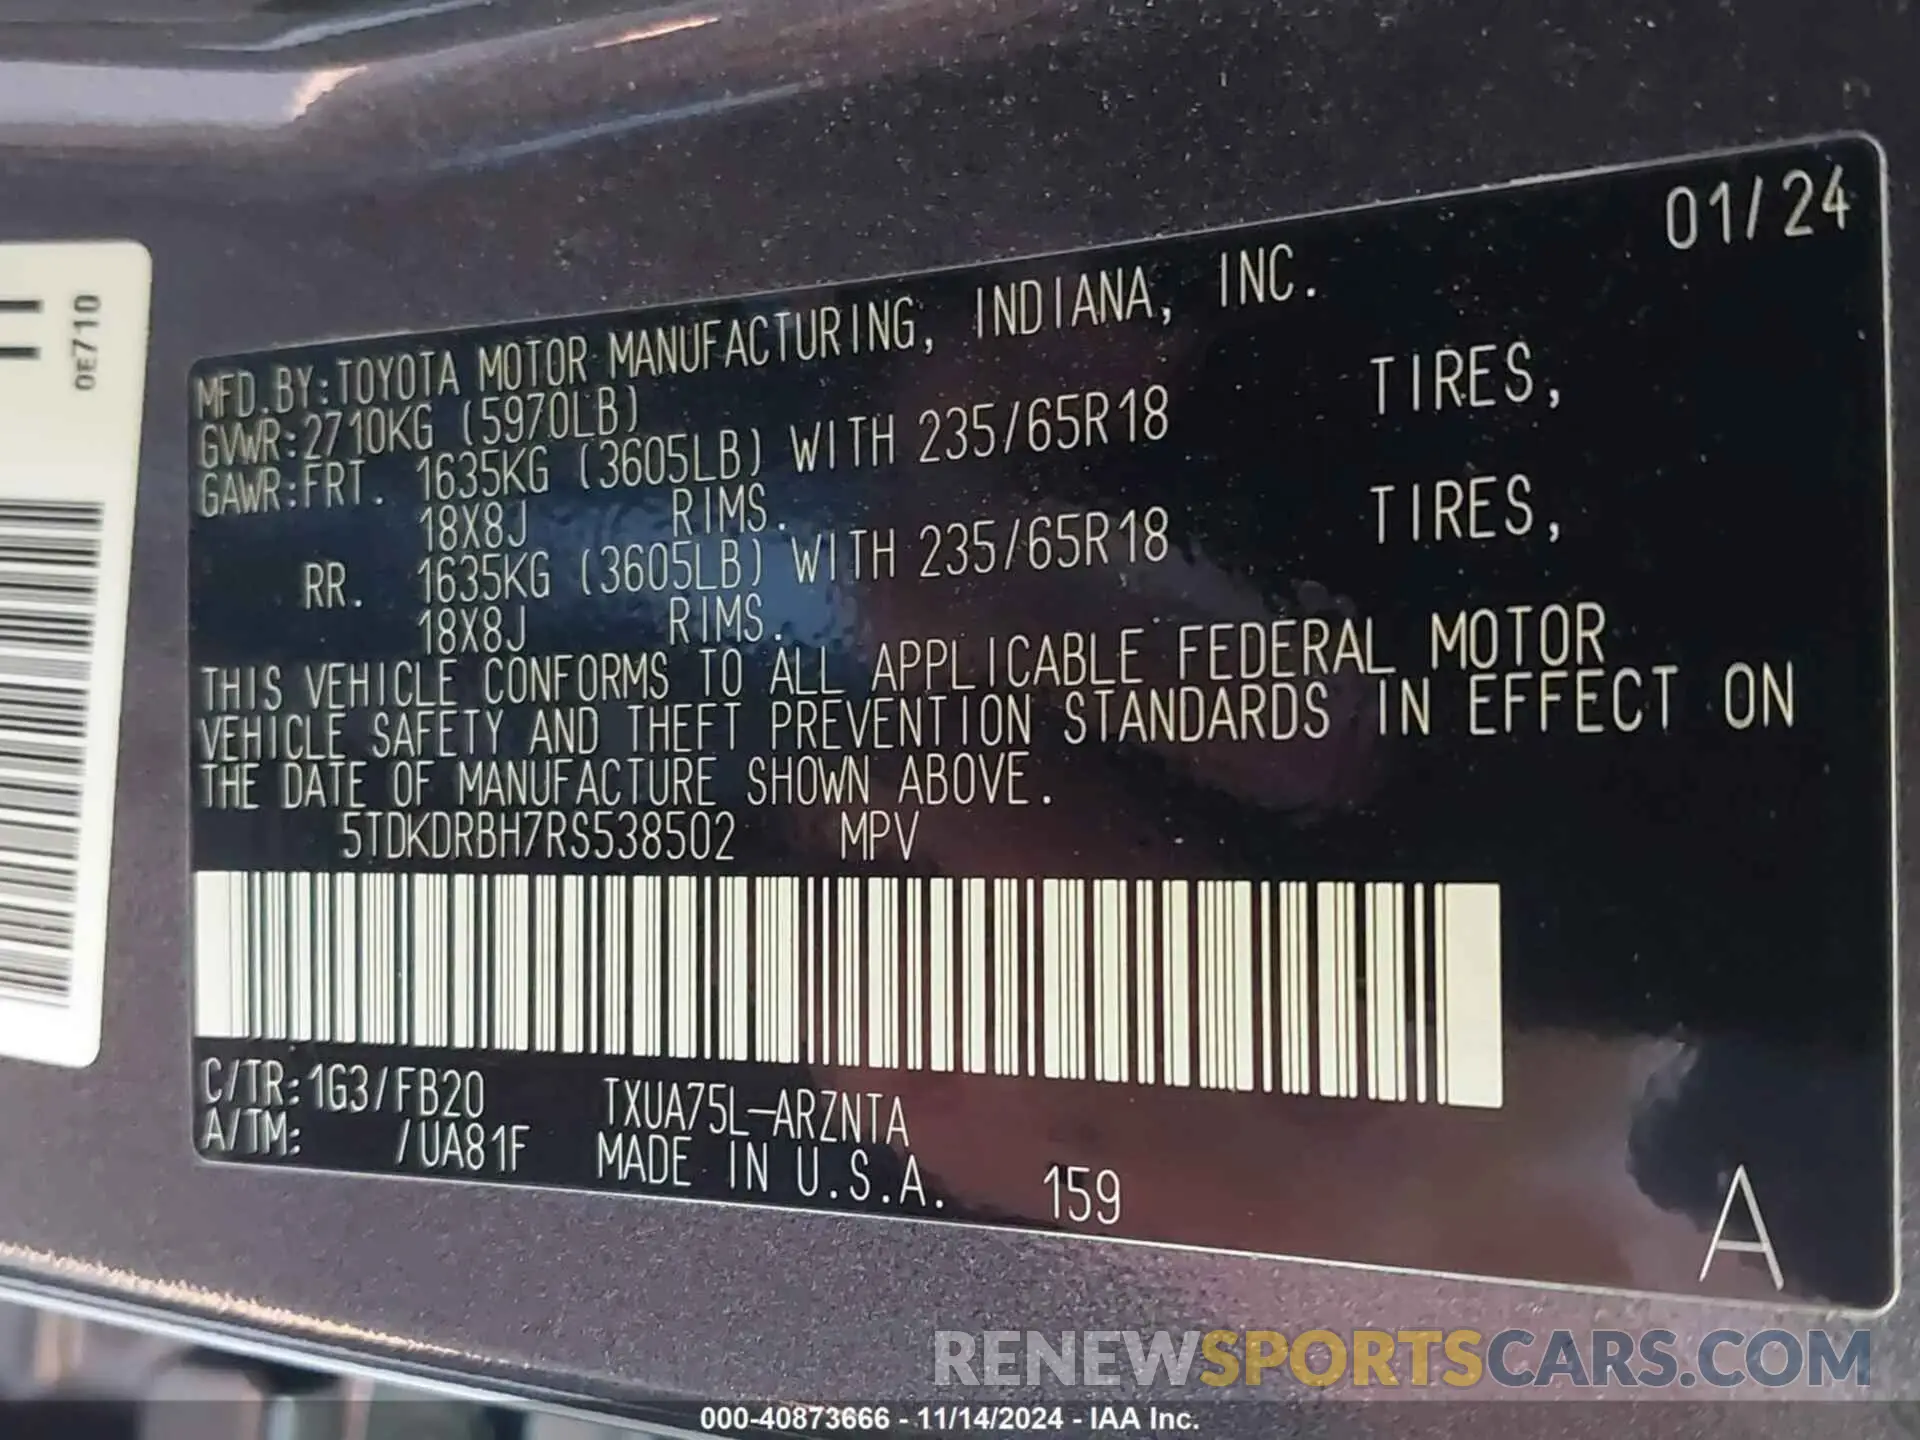 01/24
MFD.BY:TOYOTA MOTOR MANUFACTURING, INDIANA, INC.
GVWR:2710KG (5970LB)
GAWR:FRT. 1635KG (3605LB) WITH 235/65R18 TIRES,
18X8J RIMS.
RR. 1635KG (3605LB) WITH 235/65R18 TIRES,
18X8J RIMS.
THIS VEHICLE CONFORMS TO ALL APPLICABLE FEDERAL MOTOR
VEHICLE SAFETY AND THEFT PREVENTION STANDARDS IN EFFECT ON
THE DATE OF MANUFACTURE SHOWN ABOVE.
5TDKDRBH7RS538502 MPV
C/TR:1G3/FB20 TXUA75L-ARZNTA
A/TM: /UA81F MADE IN U.S.A. 159
A
0E710
RENEWSPORTSCARS.COM
000-40873666 - 11/14/2024 - IAA Inc.